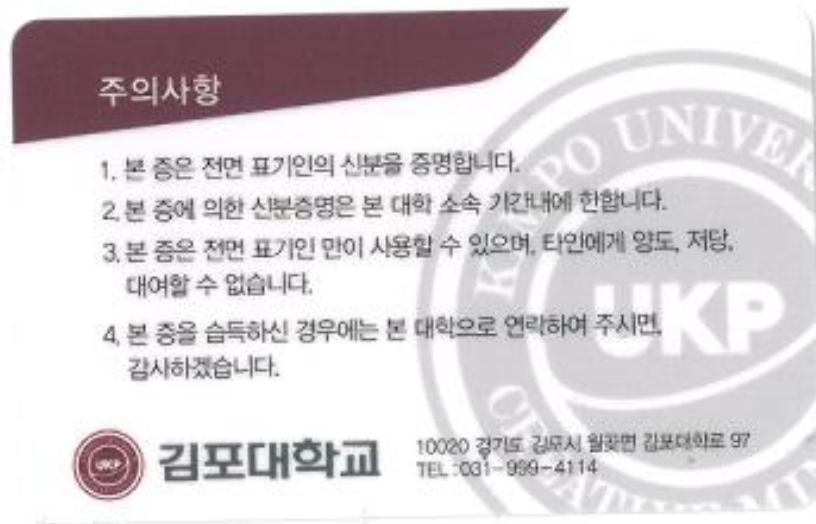 주의사항
1. 본 증은 전면 표기인의 신분을 증명합니다.
2. 본 증에 의한 신분증명은 본 대학 소속 기간내에 한합니다.
3. 본 증은 전면 표기인 만이 사용할 수 있으며, 타인에게 양도, 저당,
대여할 수 없습니다.
4. 본 증을 습득하신 경우에는 본 대학으로 연락하여 주시면,
감사하겠습니다.
UKP 김포대학교
10020 경기도 김포시 월곶면 김포대학로 97
TEL :031-999-4114
UKP